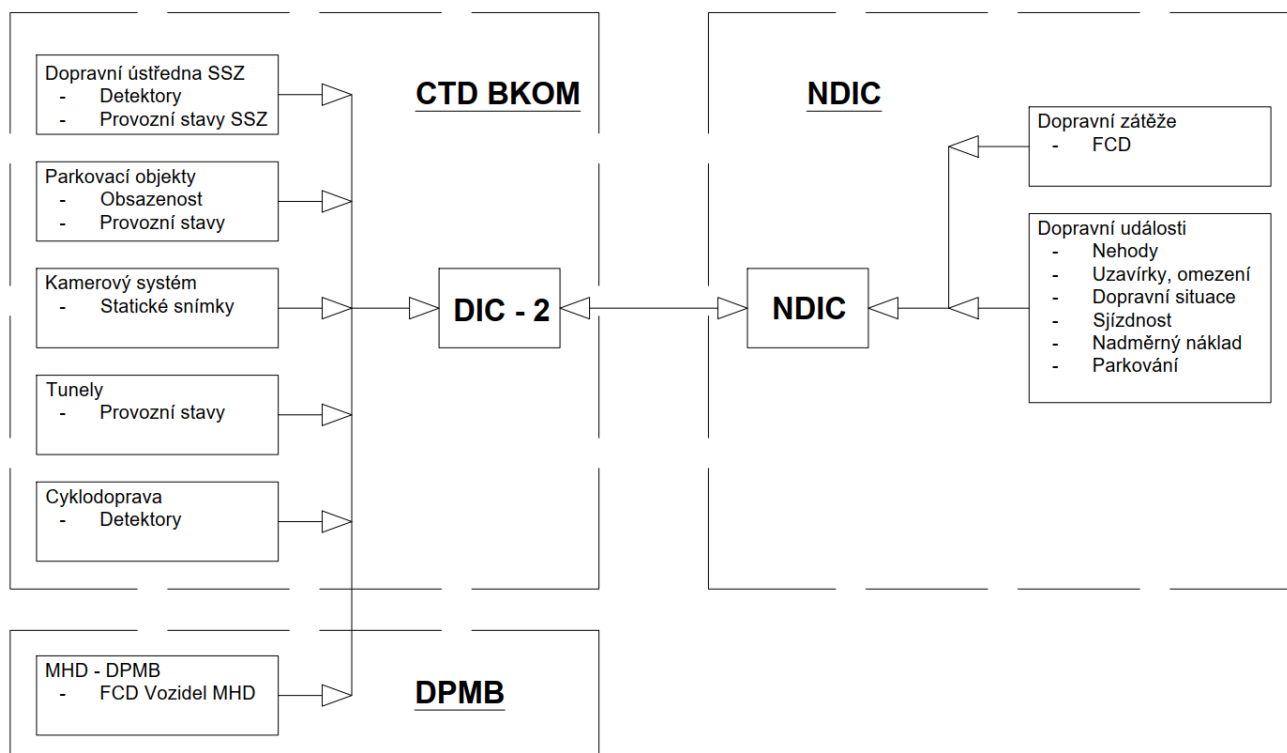 CTD BKOM
Dopravní ústředna SSZ
- Detektory
- Provozní stavy SSZ
Parkovací objekty
- Obsazenost
- Provozní stavy
Kamerový systém
- Statické snímky
Tunely
- Provozní stavy
Cyklodoprava
- Detektory
DIC - 2
DPMB
MHD - DPMB
- FCD Vozidel MHD
NDIC
NDIC
Dopravní zátěže
- FCD
Dopravní události
- Nehody
- Uzavírky, omezení
- Dopravní situace
- Sjízdnost
- Nadměrný náklad
- Parkování